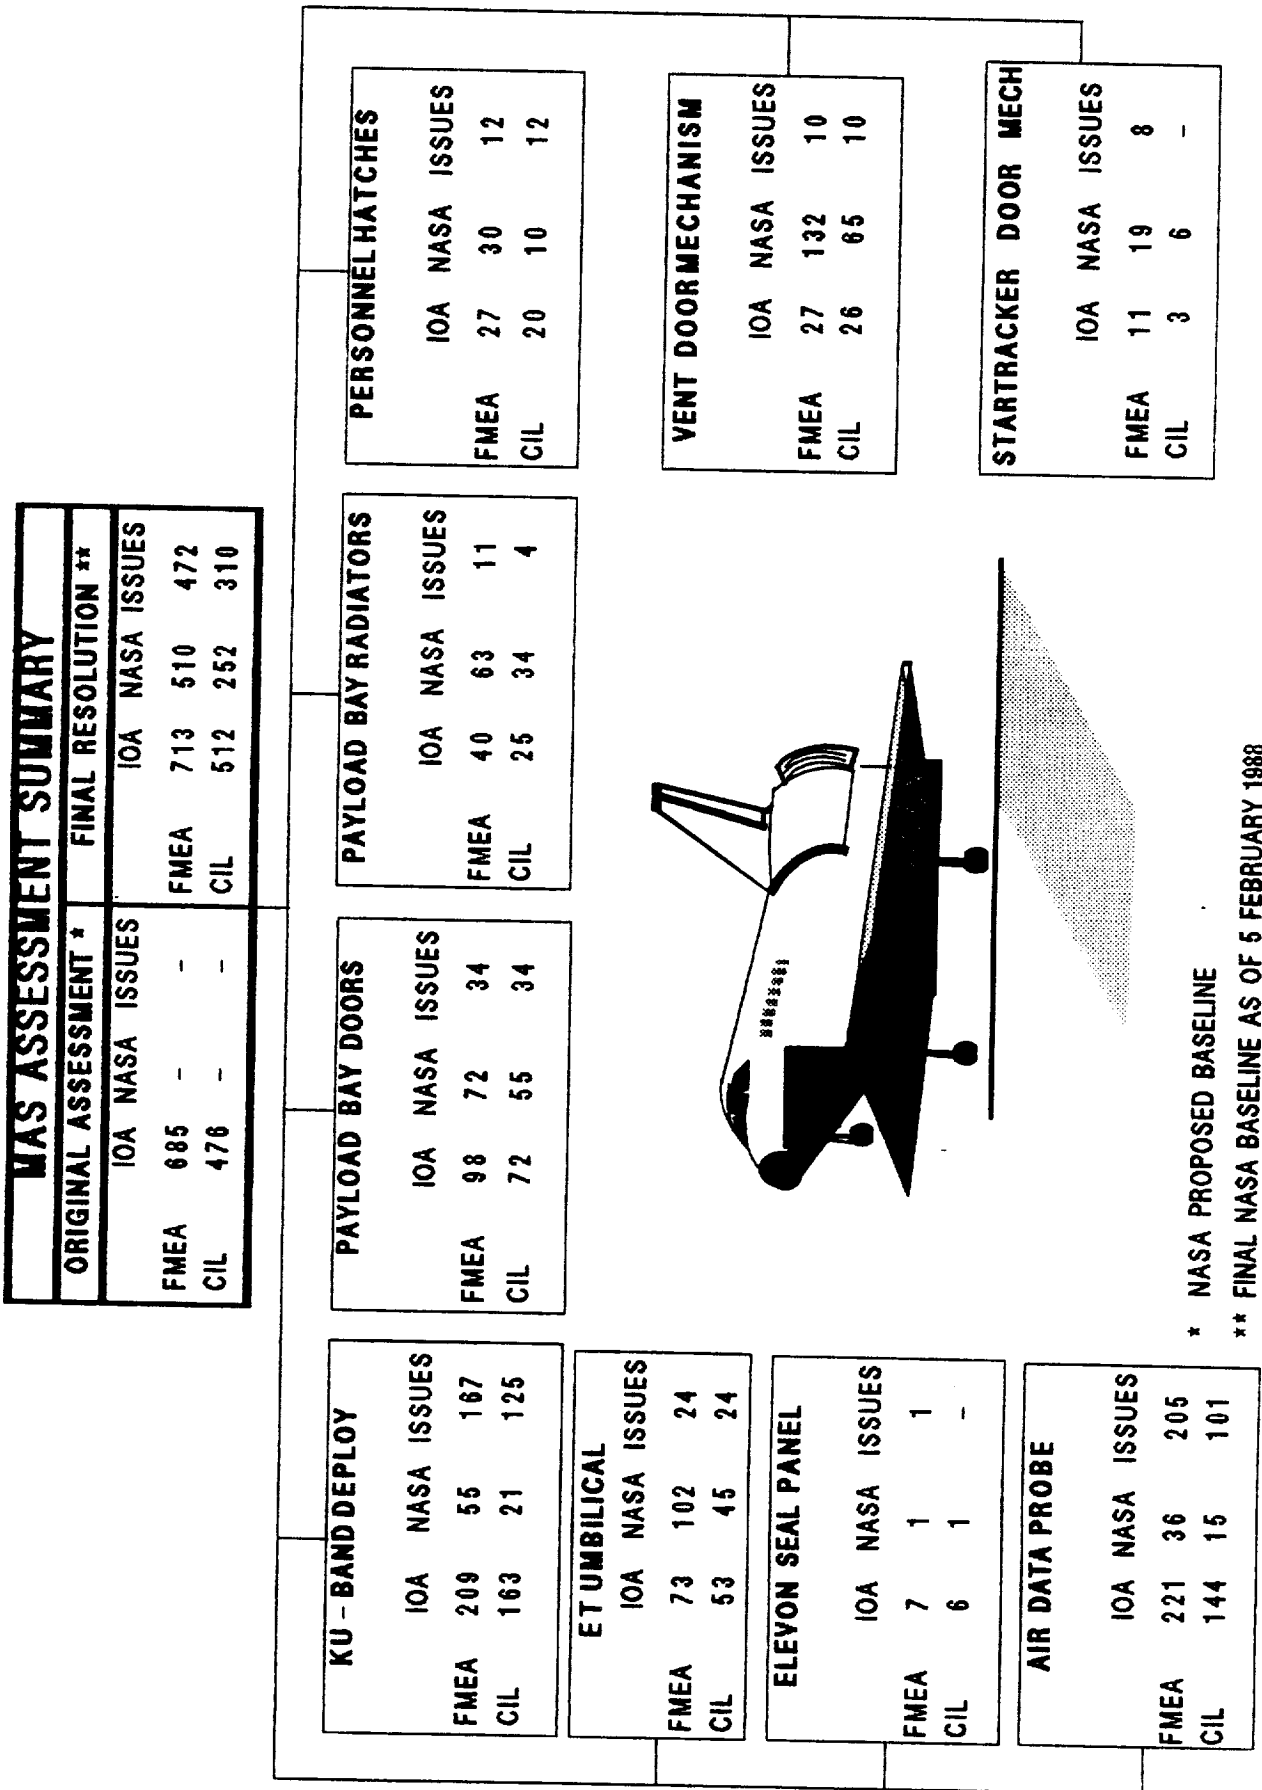 MAS ASSESSMENT SUMMARY
ORIGINAL ASSESSMENT * FINAL RESOLUTION **
IOA NASA ISSUES IOA NASA ISSUES
FMEA 685 - - FMEA 713 510 472
CIL 476 - - CIL 512 252 310
KU-BAND DEPLOY
IOA NASA ISSUES
FMEA 209 55 167
CIL 163 21 125
PAYLOAD BAY DOORS
IOA NASA ISSUES
FMEA 98 72 34
CIL 72 55 34
PAYLOAD BAY RADIATORS
IOA NASA ISSUES
FMEA 40 63 11
CIL 25 34 4
PERSONNEL HATCHES
IOA NASA ISSUES
FMEA 27 30 12
CIL 20 10 12
ET UMBILICAL
IOA NASA ISSUES
FMEA 73 102 24
CIL 53 45 24
VENT DOOR MECHANISM
IOA NASA ISSUES
FMEA 27 132 10
CIL 26 65 10
ELEVON SEAL PANEL
IOA NASA ISSUES
FMEA 7 1 1
CIL 6 1 -
STARTRACKER DOOR MECH
IOA NASA ISSUES
FMEA 11 19 8
CIL 3 6 -
AIR DATA PROBE
IOA NASA ISSUES
FMEA 221 36 205
CIL 144 15 101
* NASA PROPOSED BASELINE
** FINAL NASA BASELINE AS OF 5 FEBRUARY 1988